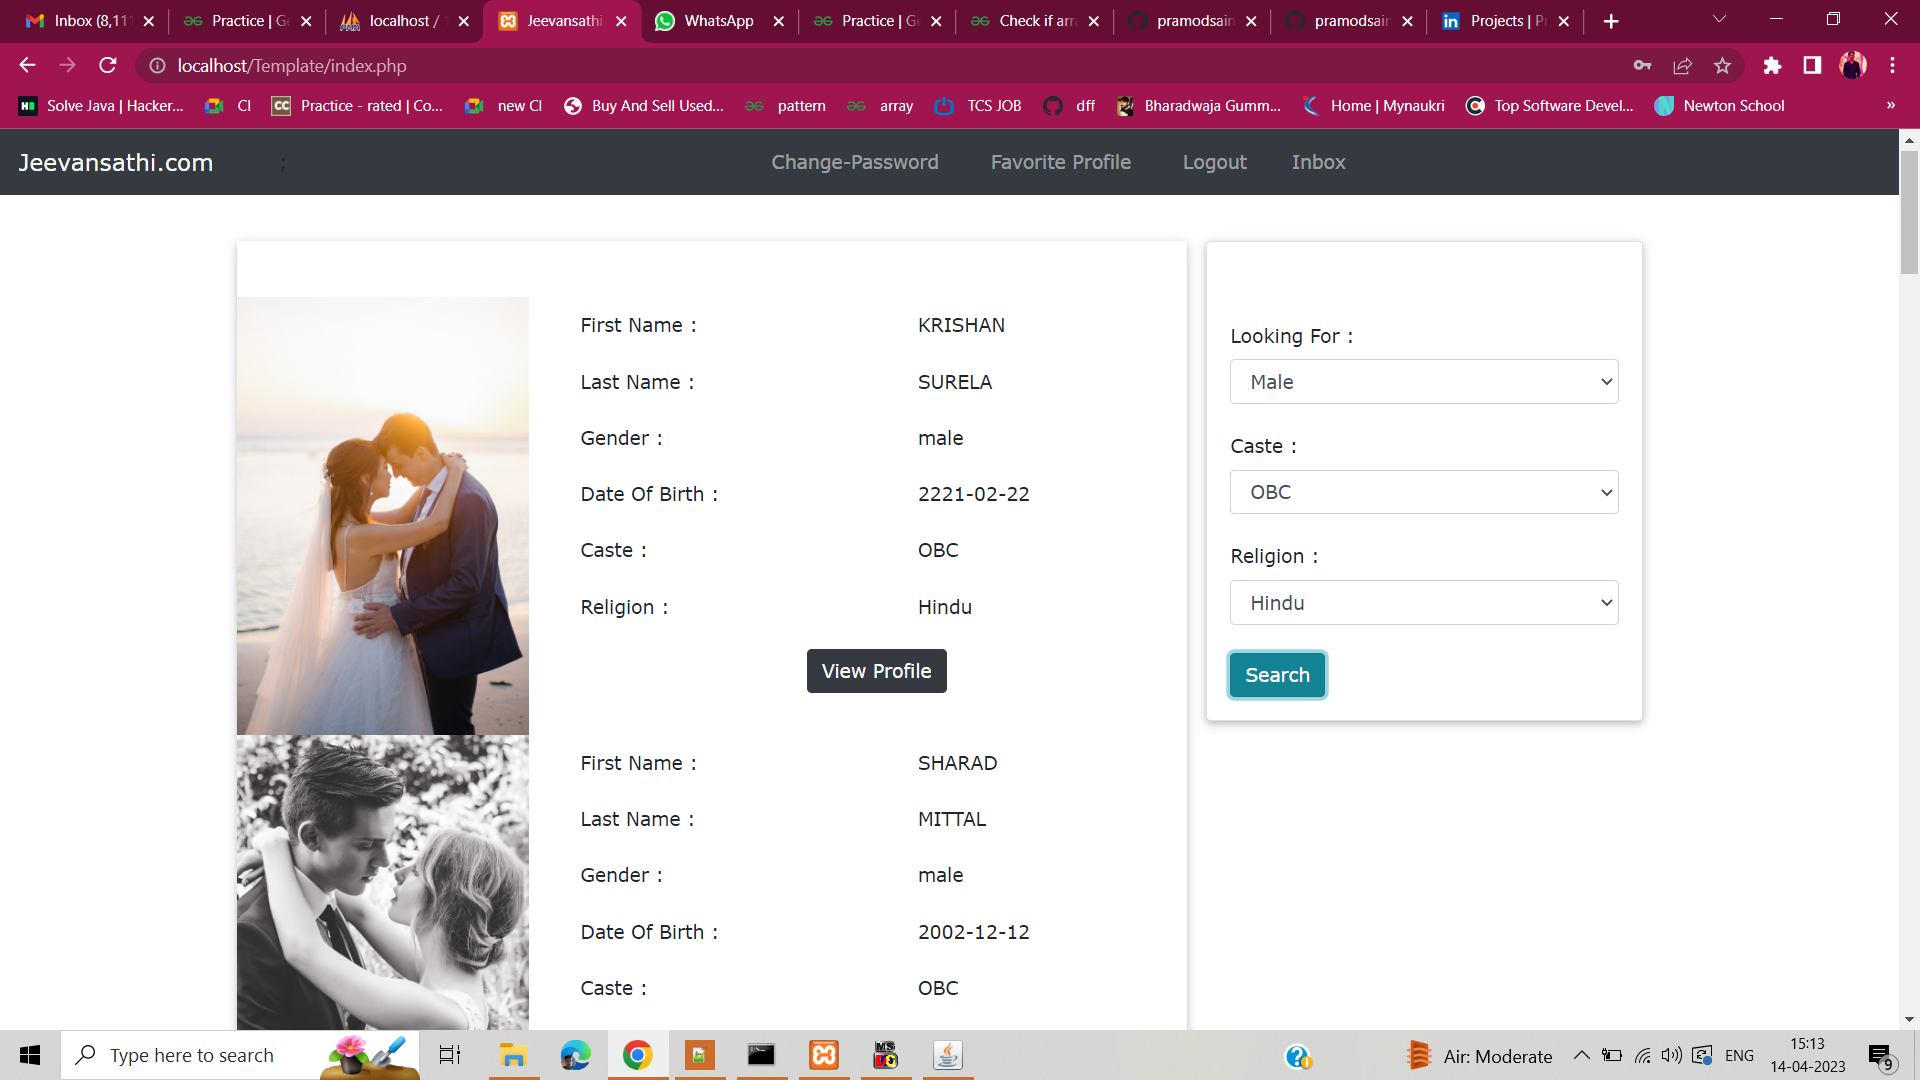 Inbox (8,11
Practice | G
localhost /
Jeevansathi
WhatsApp
Practice | G
Check if arra
pramodsain
pramodsain
Projects | P
localhost/Template/index.php
Solve Java | Hacker...
CI
Practice - rated | Co...
new CI
Buy And Sell Used...
pattern
array
TCS JOB
dff
Bharadwaja Gumm...
Home | Mynaukri
Top Software Devel...
Newton School
»
Jeevansathi.com
;
Change-Password
Favorite Profile
Logout
Inbox
First Name :
KRISHAN
Last Name :
SURELA
Gender :
male
Date Of Birth :
2221-02-22
Caste :
OBC
Religion :
Hindu
View Profile
First Name :
SHARAD
Last Name :
MITTAL
Gender :
male
Date Of Birth :
2002-12-12
Caste :
OBC
Looking For :
Male
Caste :
OBC
Religion :
Hindu
Search
Type here to search
Air: Moderate
ENG
15:13
14-04-2023
9